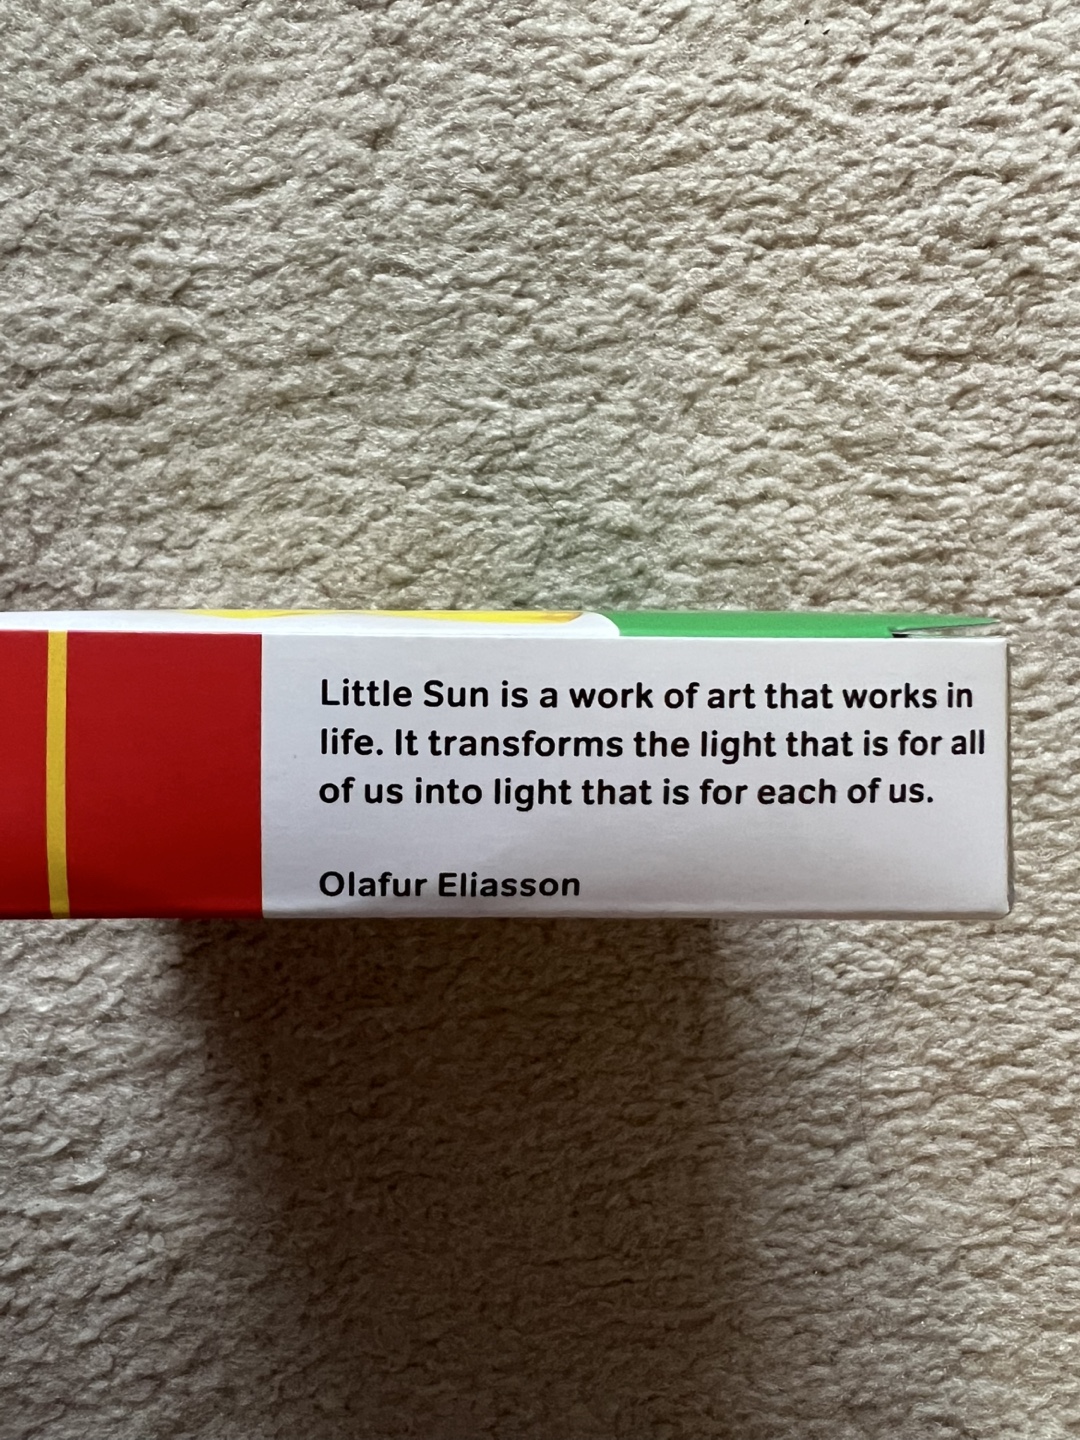 Little Sun is a work of art that works in
life. It transforms the light that is for all
of us into light that is for each of us.
Olafur Eliasson